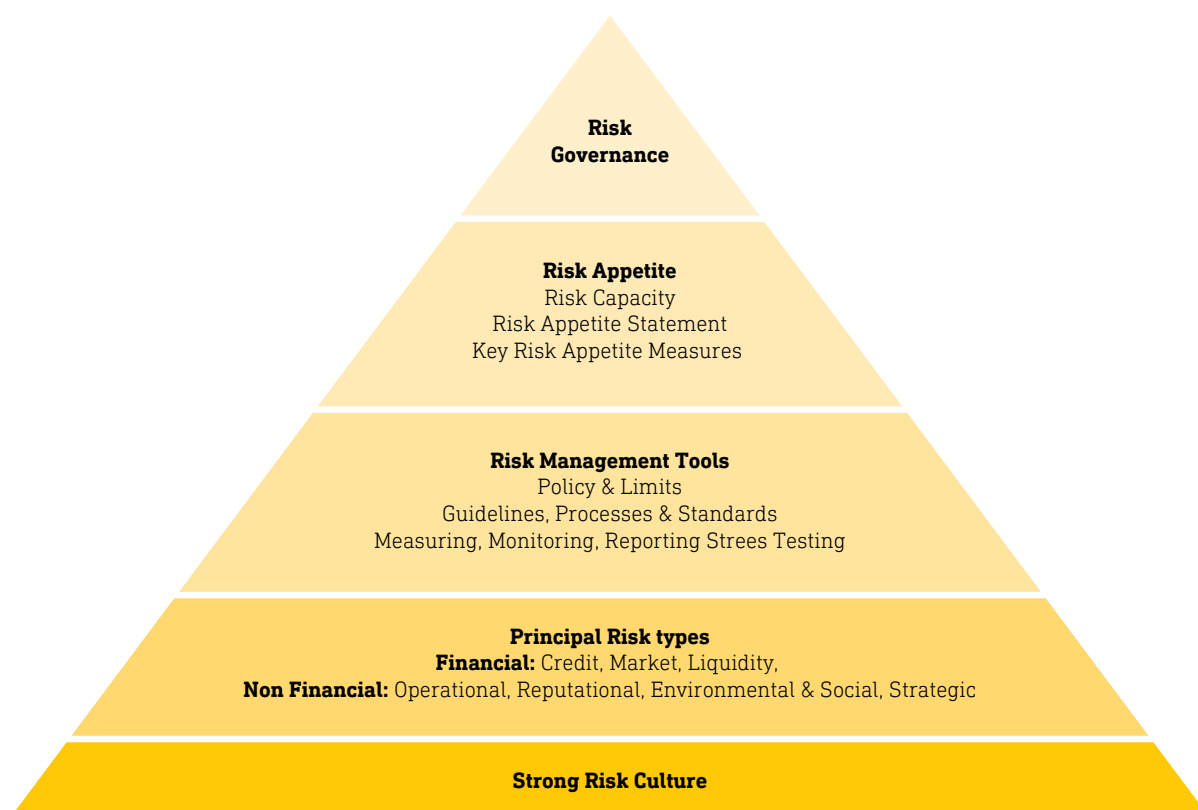 Risk
Governance
Risk Appetite
Risk Capacity
Risk Appetite Statement
Key Risk Appetite Measures
Risk Management Tools
Policy & Limits
Guidelines, Processes & Standards
Measuring, Monitoring, Reporting Strees Testing
Principal Risk types
Financial: Credit, Market, Liquidity,
Non Financial: Operational, Reputational, Environmental & Social, Strategic
Strong Risk Culture